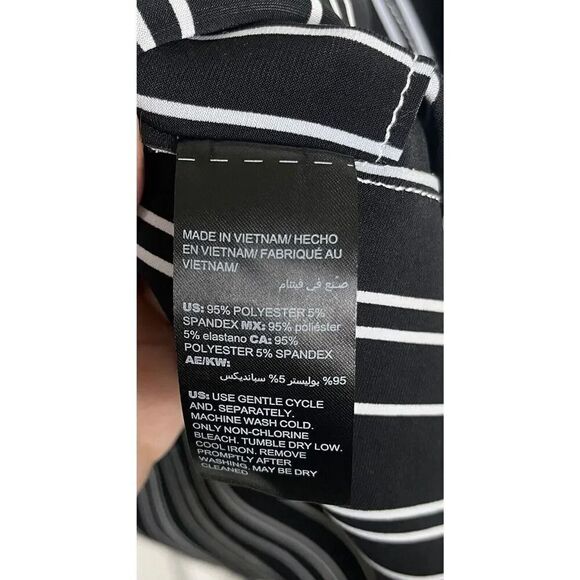 MADE IN VIETNAM/ HECHO
EN VIETNAM/ FABRIQUÉ AU
VIETNAM/
صنع في فيتنام
US: 95% POLYESTER 5%
SPANDEX MX: 95% poliéster
5% elastano CA: 95%
POLYESTER 5% SPANDEX
AE/KW:
95% بوليستر 5% سباندیكس
US: USE GENTLE CYCLE
AND. SEPARATELY.
MACHINE WASH COLD.
ONLY NON-CHLORINE
BLEACH. TUMBLE DRY LOW.
COOL IRON. REMOVE
PROMPTLY AFTER
WASHING, MAY BE DRY
CLEANED